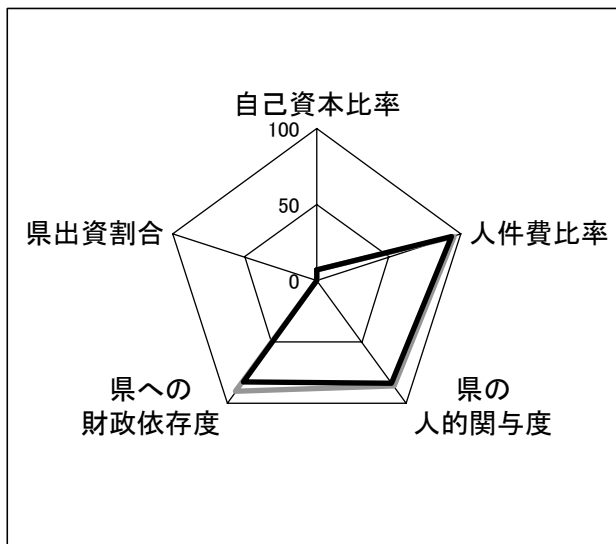 自己資本比率
100
50
0
県出資割合
人件費比率
県への
財政依存度
県の
人的関与度